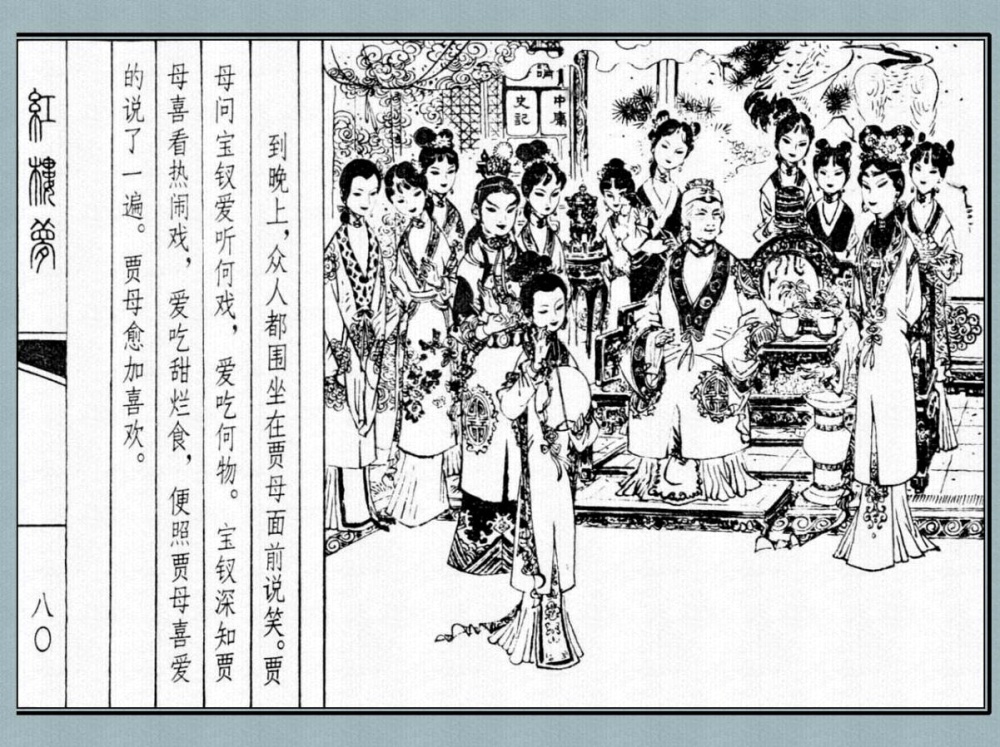 到晚上，众人都围坐在贾母面前说笑。贾
母问宝钗爱听何戏，爱吃何物。宝钗深知贾
母喜看热闹戏，爱吃甜烂食，便照贾母喜爱
的说了一遍。贾母愈加喜欢。
紅樓夢
八〇
中庸
史記